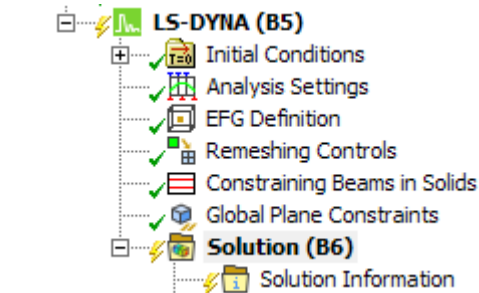 LS-DYNA (B5)
T=0 Initial Conditions
Analysis Settings
EFG Definition
Remeshing Controls
Constraining Beams in Solids
Global Plane Constraints
Solution (B6)
Solution Information